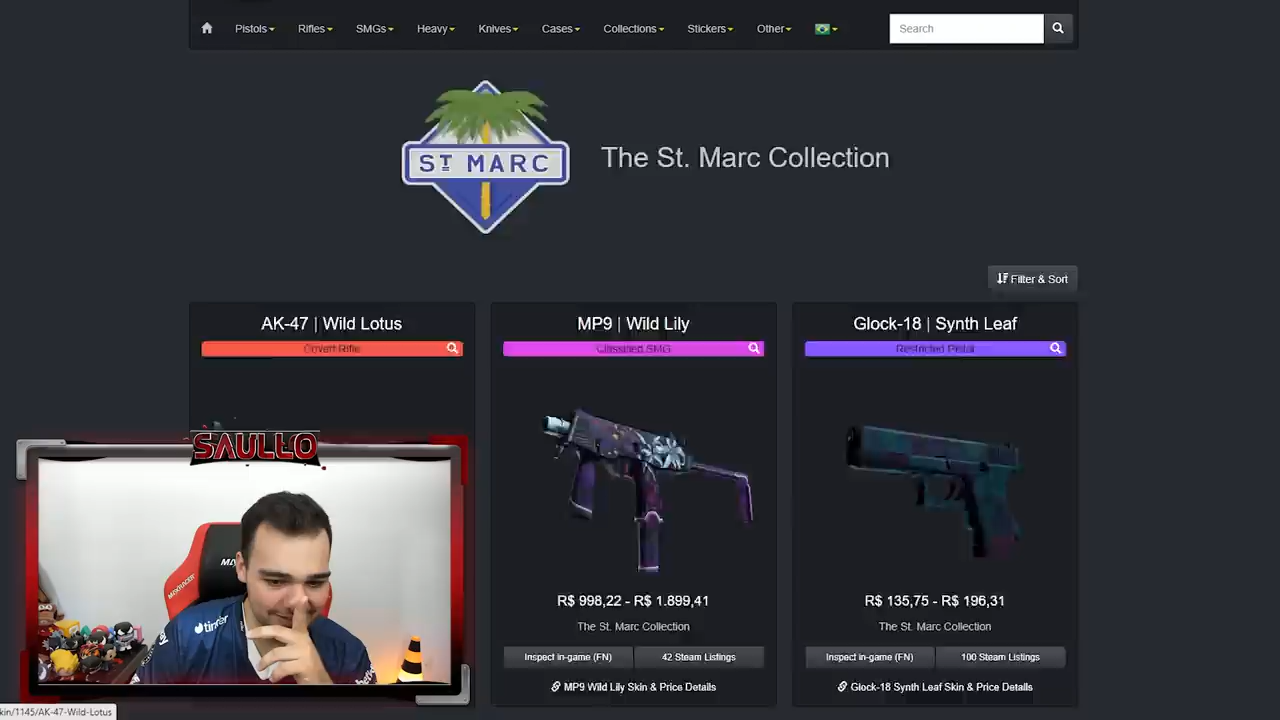 Pistols Rifles SMGs Heavy Knives Cases Collections Stickers Other Search
ST MARC
The St. Marc Collection
Filter & Sort
AK-47 | Wild Lotus
Covert Rifle
MP9 | Wild Lily
Classified SMG
Glock-18 | Synth Leaf
Restricted Pistol
SAULLO
MAX
MAXRACER
tinder
R$ 998,22 - R$ 1.899,41
The St. Marc Collection
Inspect in-game (FN) 42 Steam Listings
MP9 Wild Lily Skin & Price Details
R$ 135,75 - R$ 196,31
The St. Marc Collection
Inspect in-game (FN) 100 Steam Listings
Glock-18 Synth Leaf Skin & Price Details
kin/1145/AK-47-Wild-Lotus